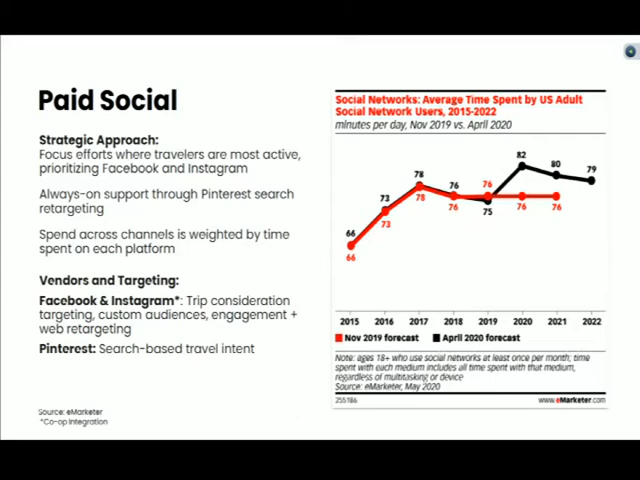 Paid Social
Strategic Approach:
Focus efforts where travelers are most active,
prioritizing Facebook and Instagram
Always-on support through Pinterest search
retargeting
Spend across channels is weighted by time
spent on each platform
Vendors and Targeting:
Facebook & Instagram*: Trip consideration
targeting, custom audiences, engagement +
web retargeting
Pinterest: Search-based travel intent
Source: eMarketer
*Co-op Integration
Social Networks: Average Time Spent by US Adult
Social Network Users, 2015-2022
minutes per day, Nov 2019 vs. April 2020
82
80
79
78
76
76
73
66
75
76
76
78
76
73
66
2015 2016 2017 2018 2019 2020 2021 2022
Nov 2019 forecast April 2020 forecast
Note: ages 18+ who use social networks at least once per month; time
spent with each medium includes all time spent with that medium,
regardless of multitasking or device
Source: eMarketer, May 2020
255186 www.eMarketer.com